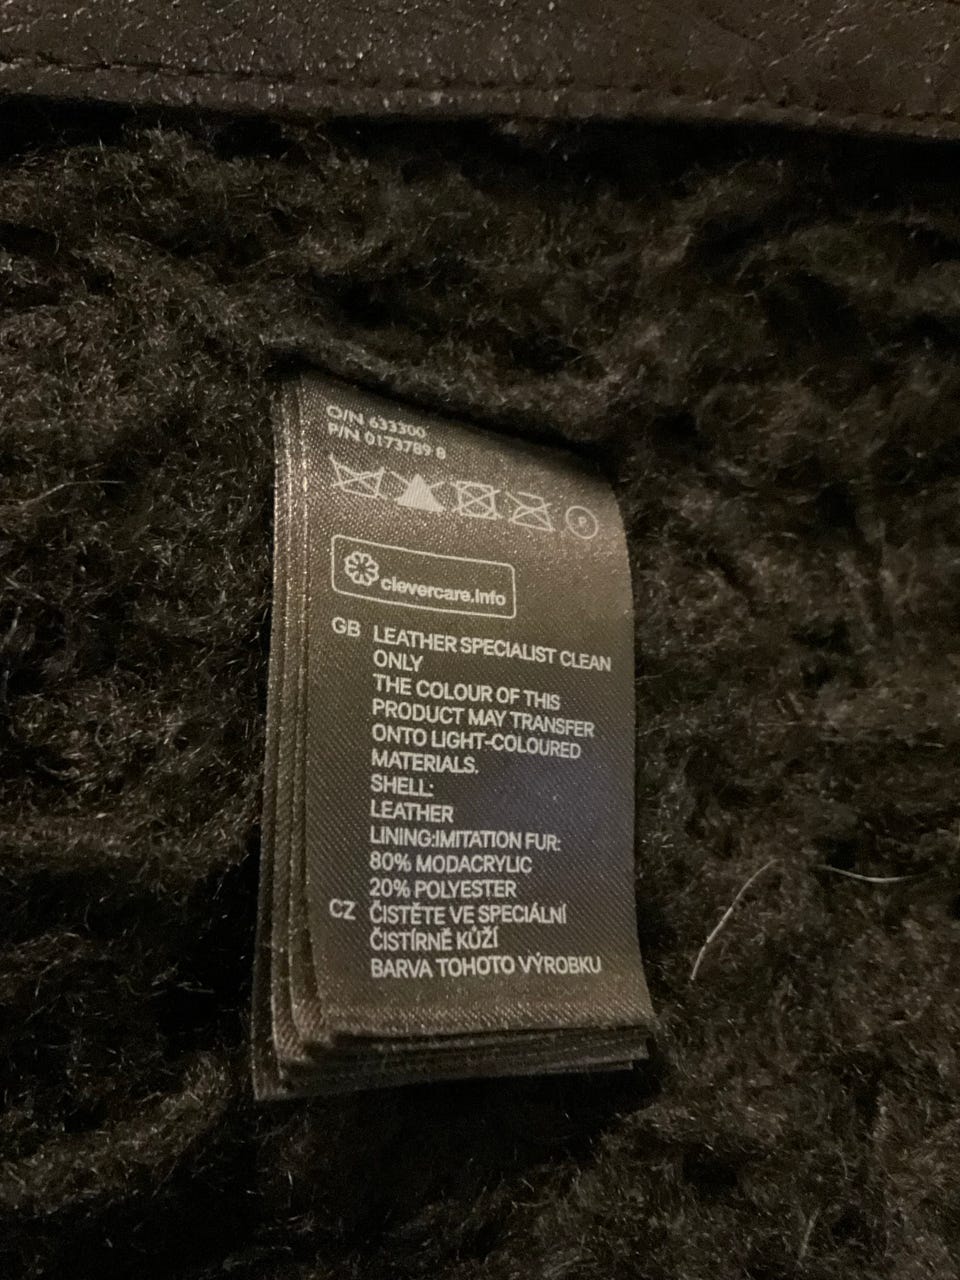 O/N 633300
P/N 0173789 8
P
clevercare.info
GB LEATHER SPECIALIST CLEAN
ONLY
THE COLOUR OF THIS
PRODUCT MAY TRANSFER
ONTO LIGHT-COLOURED
MATERIALS.
SHELL:
LEATHER
LINING:IMITATION FUR:
80% MODACRYLIC
20% POLYESTER
CZ ČISTĚTE VE SPECIÁLNÍ
ČISTÍRNĚ KŮŽÍ
BARVA TOHOTO VÝROBKU